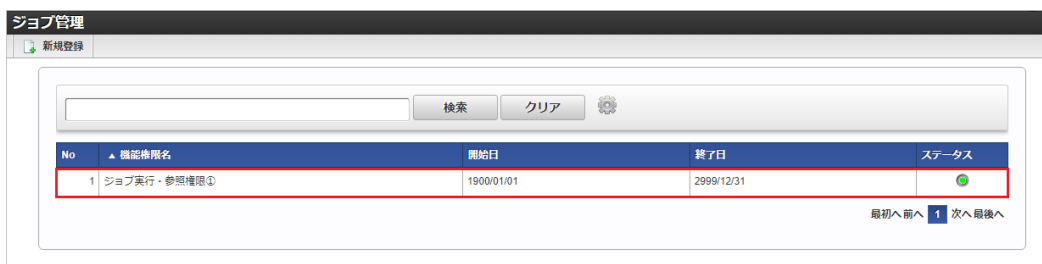 ジョブ管理
新規登録
検索 クリア
No ▲ 機能権限名 開始日 終了日 ステータス
1 ジョブ実行・参照権限① 1900/01/01 2999/12/31
最初へ 前へ 1 次へ 最後へ